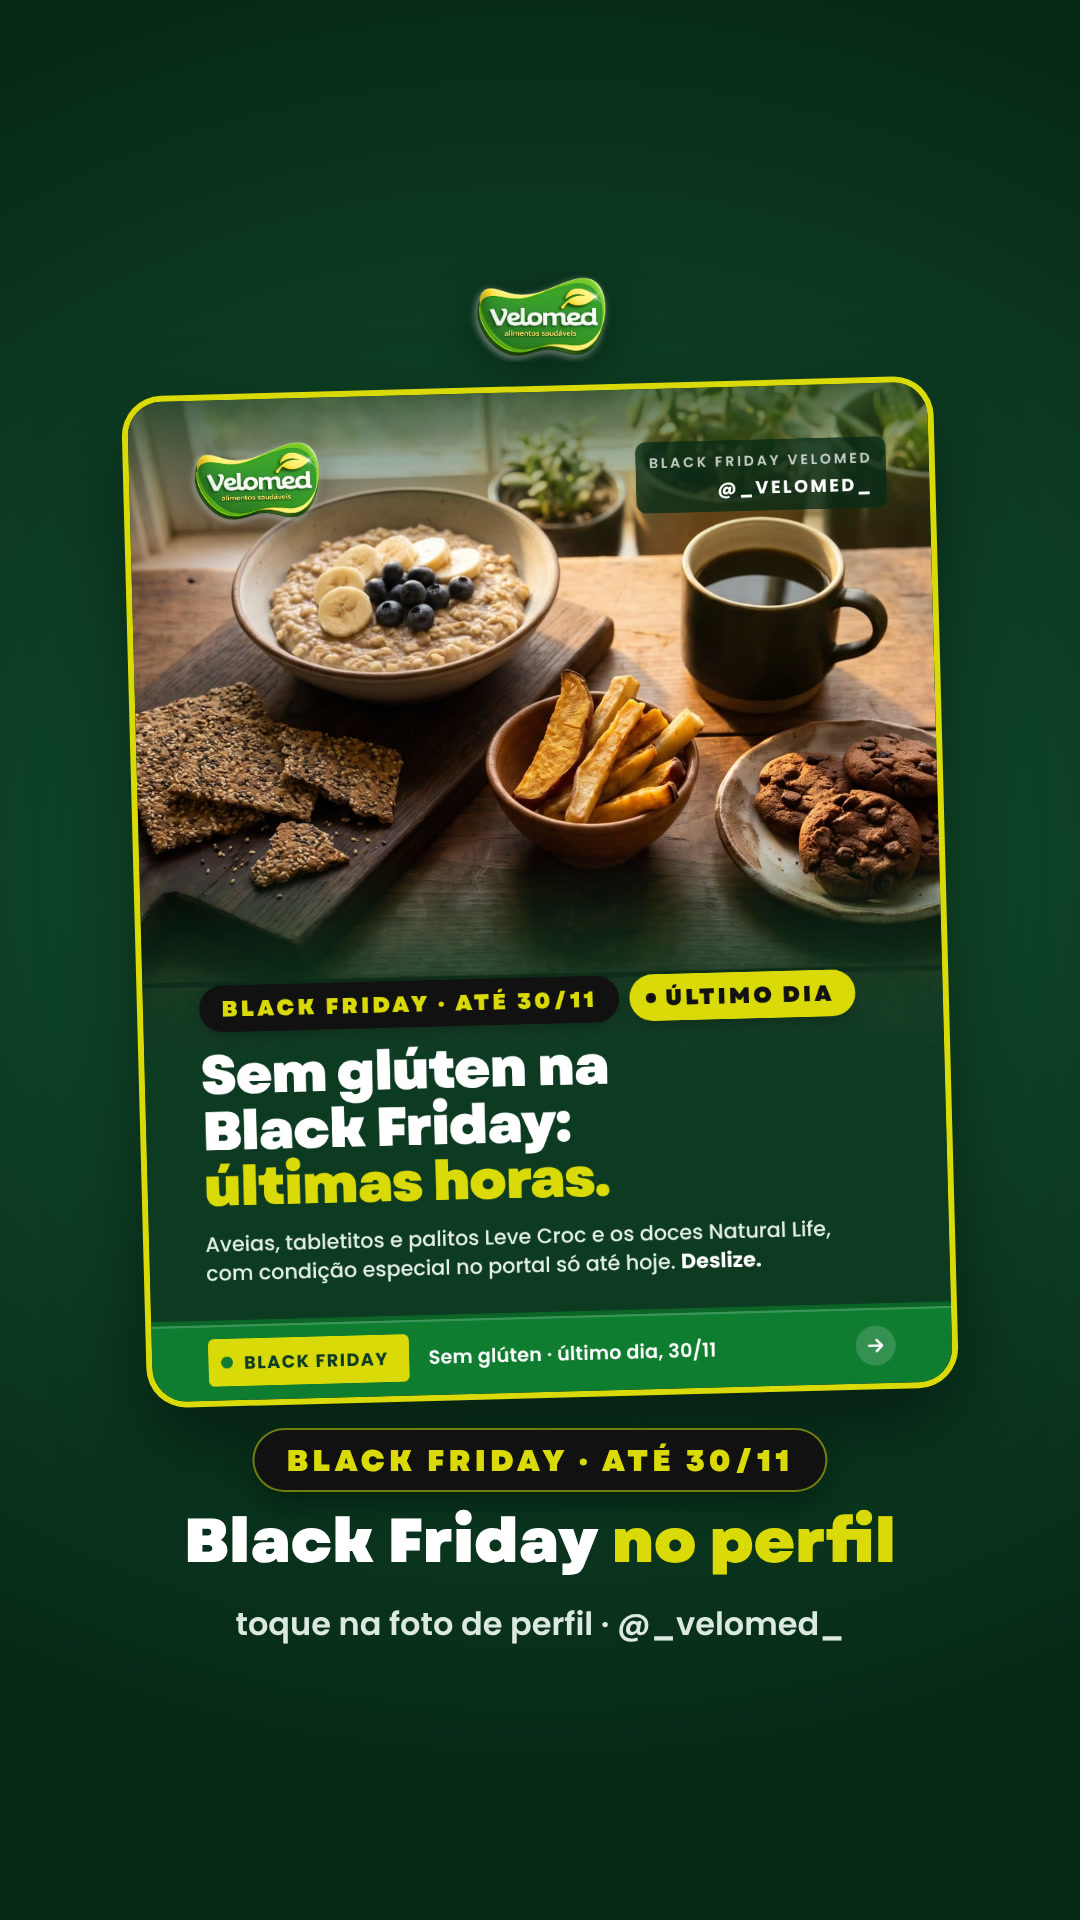 Velomed
alimentos saudáveis
Velomed
alimentos saudáveis
BLACK FRIDAY VELOMED
@_VELOMED_
BLACK FRIDAY · ATÉ 30/11
ÚLTIMO DIA
Sem glúten na
Black Friday:
últimas horas.
Aveias, tabletitos e palitos Leve Croc e os doces Natural Life,
com condição especial no portal só até hoje. Deslize.
BLACK FRIDAY
Sem glúten · último dia, 30/11
BLACK FRIDAY · ATÉ 30/11
Black Friday no perfil
toque na foto de perfil · @_velomed_